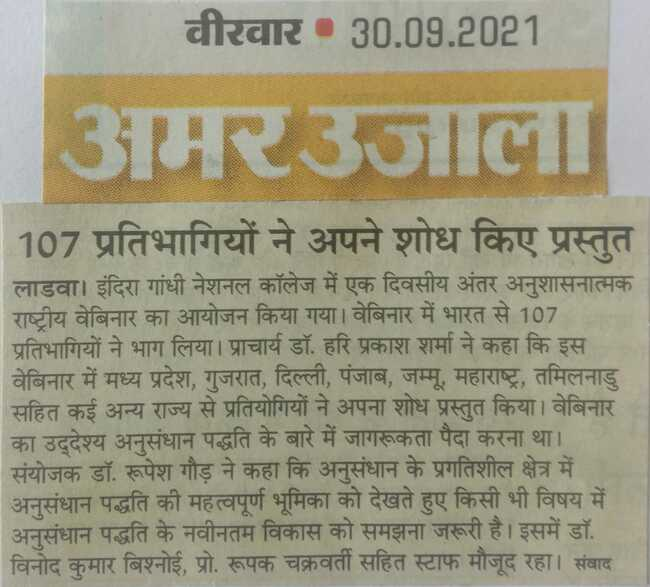 वीरवार • 30.09.2021
अमर उजाला
107 प्रतिभागियों ने अपने शोध किए प्रस्तुत
लाडवा। इंदिरा गांधी नेशनल कॉलेज में एक दिवसीय अंतर अनुशासनात्मक
राष्ट्रीय वेबिनार का आयोजन किया गया। वेबिनार में भारत से 107
प्रतिभागियों ने भाग लिया। प्राचार्य डॉ. हरि प्रकाश शर्मा ने कहा कि इस
वेबिनार में मध्य प्रदेश, गुजरात, दिल्ली, पंजाब, जम्मू, महाराष्ट्र, तमिलनाडु
सहित कई अन्य राज्य से प्रतियोगियों ने अपना शोध प्रस्तुत किया। वेबिनार
का उद्देश्य अनुसंधान पद्धति के बारे में जागरूकता पैदा करना था।
संयोजक डॉ. रूपेश गौड़ ने कहा कि अनुसंधान के प्रगतिशील क्षेत्र में
अनुसंधान पद्धति की महत्वपूर्ण भूमिका को देखते हुए किसी भी विषय में
अनुसंधान पद्धति के नवीनतम विकास को समझना जरूरी है। इसमें डॉ.
विनोद कुमार बिश्नोई, प्रो. रूपक चक्रवर्ती सहित स्टाफ मौजूद रहा। संवाद